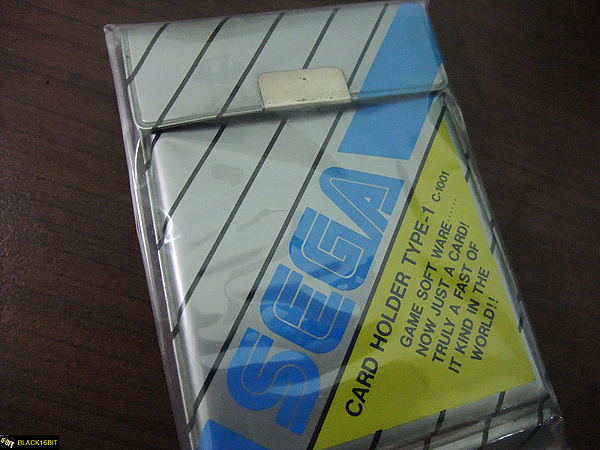 SEGA
CARD HOLDER TYPE-1 C-1001
GAME SOFT WARE......
NOW JUST A CARD!
TRULY A FAST OF
IT KIND IN THE
WORLD!!
BLACK16BIT